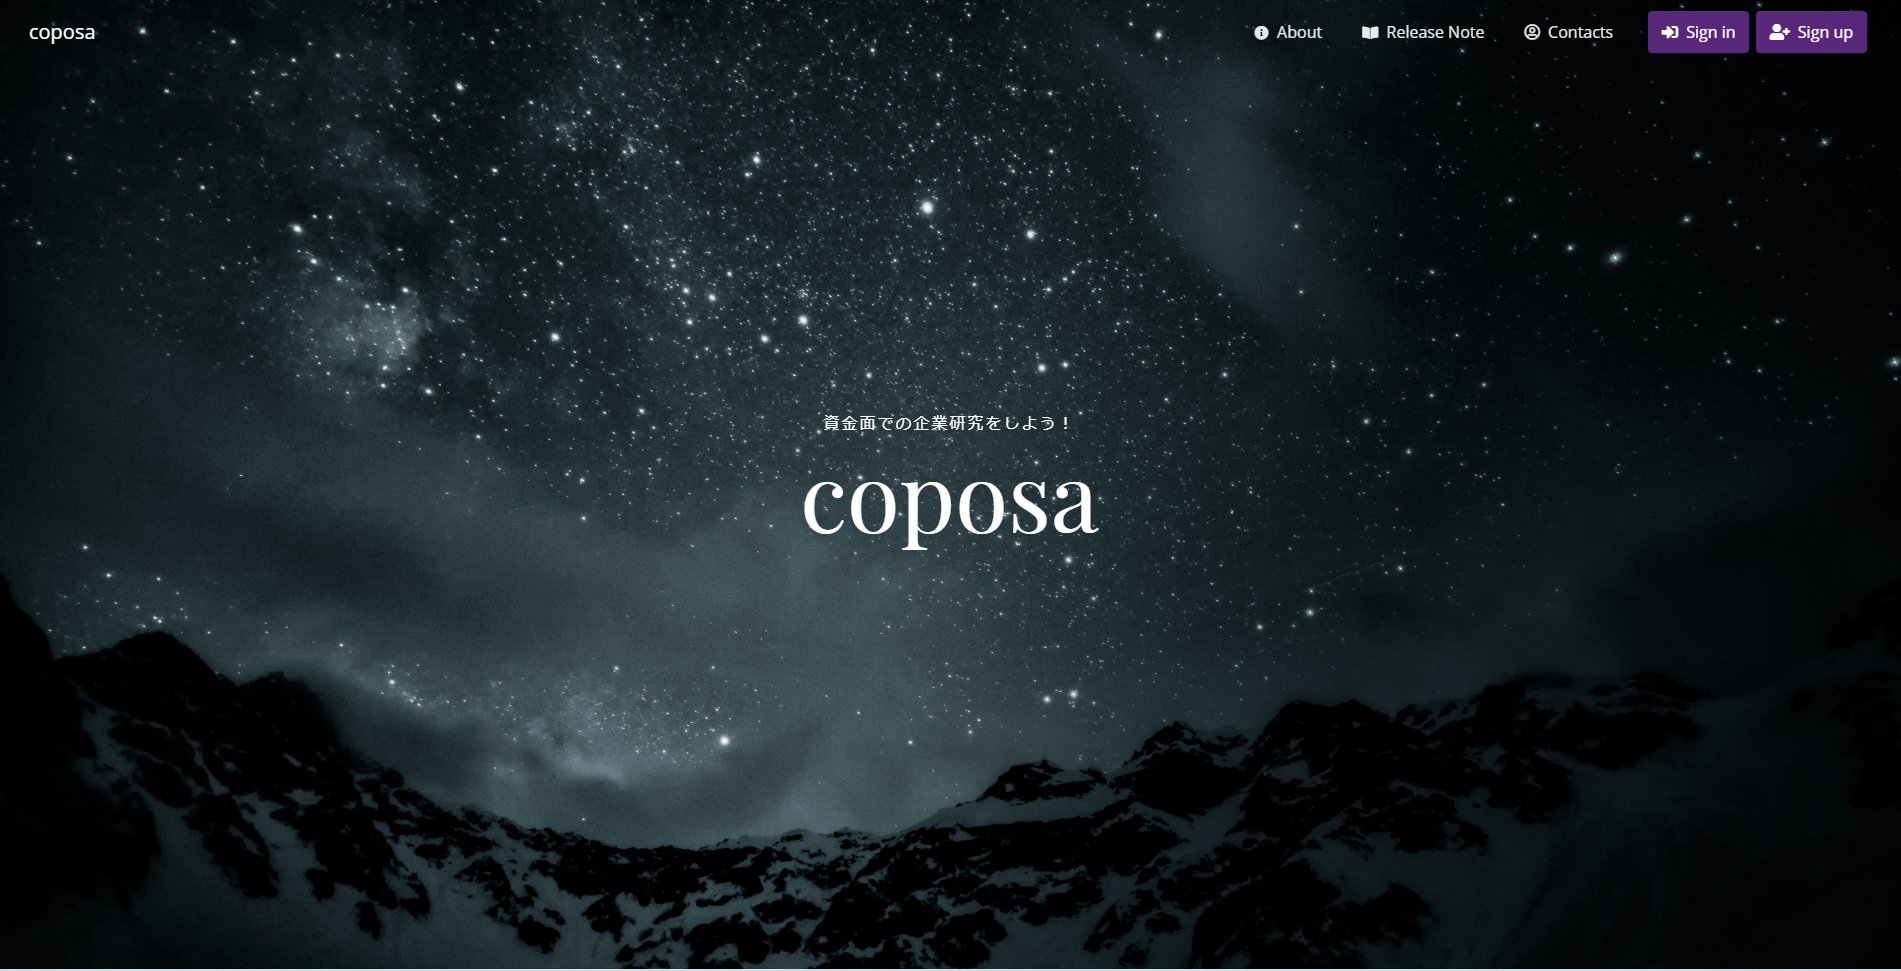 coposa
About
Release Note
Contacts
Sign in
Sign up
資金面での企業研究をしよう！
coposa